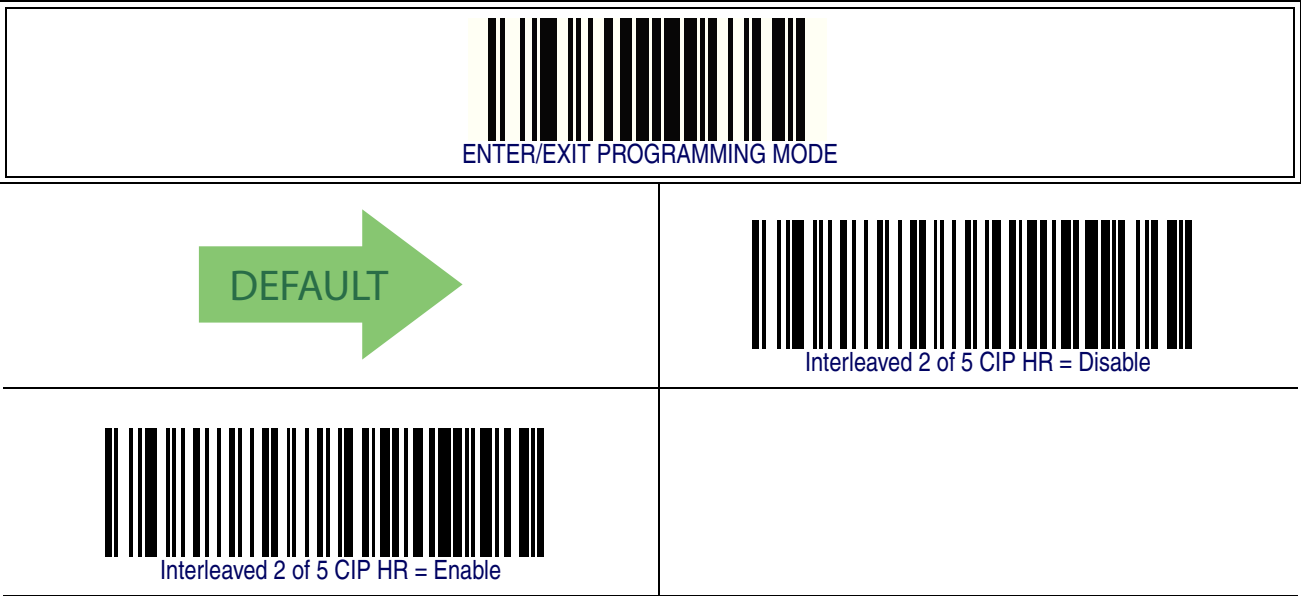 ENTER/EXIT PROGRAMMING MODE
DEFAULT
Interleaved 2 of 5 CIP HR = Disable
Interleaved 2 of 5 CIP HR = Enable